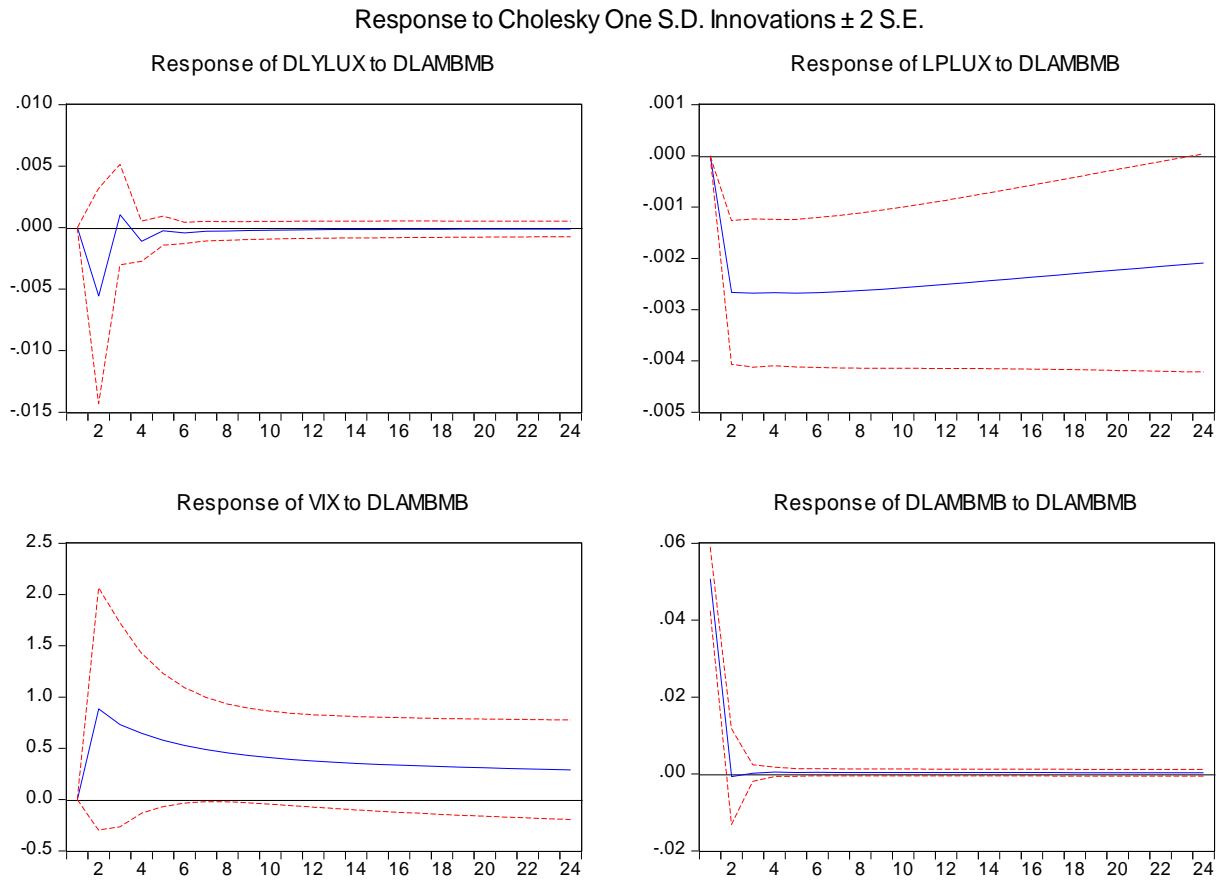 Response to Cholesky One S.D. Innovations ± 2 S.E.
Response of DLYLUX to DLAMBMB
.010
.005
.000
-.005
-.010
-.015
2 4 6 8 10 12 14 16 18 20 22 24
Response of LPLUX to DLAMBMB
.001
.000
-.001
-.002
-.003
-.004
-.005
2 4 6 8 10 12 14 16 18 20 22 24
Response of VIX to DLAMBMB
2.5
2.0
1.5
1.0
0.5
0.0
-0.5
2 4 6 8 10 12 14 16 18 20 22 24
Response of DLAMBMB to DLAMBMB
.06
.04
.02
.00
-.02
2 4 6 8 10 12 14 16 18 20 22 24